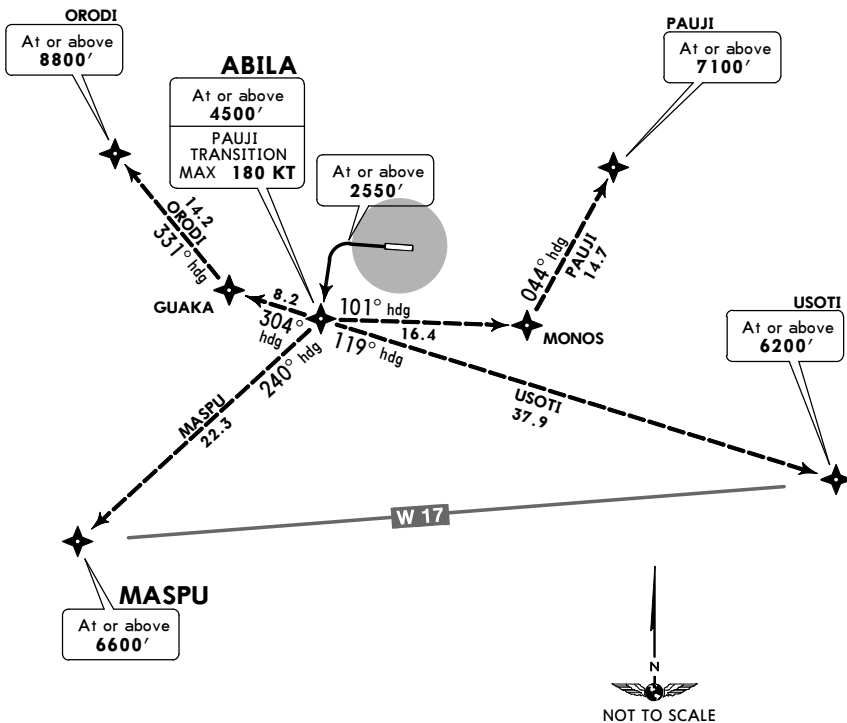 ORODI
At or above
8800'
ABILA
At or above
4500'
PAUJI
TRANSITION
MAX 180 KT
At or above
2550'
PAUJI
At or above
7100'
14.2
ORODI
331° hdg
GUAKA
8.2
304°
hdg
101° hdg
16.4
MONOS
044° hdg
PAUJI
14.7
USOTI
At or above
6200'
119° hdg
USOTI
37.9
240° hdg
MASPU
22.3
W 17
MASPU
At or above
6600'
N
NOT TO SCALE